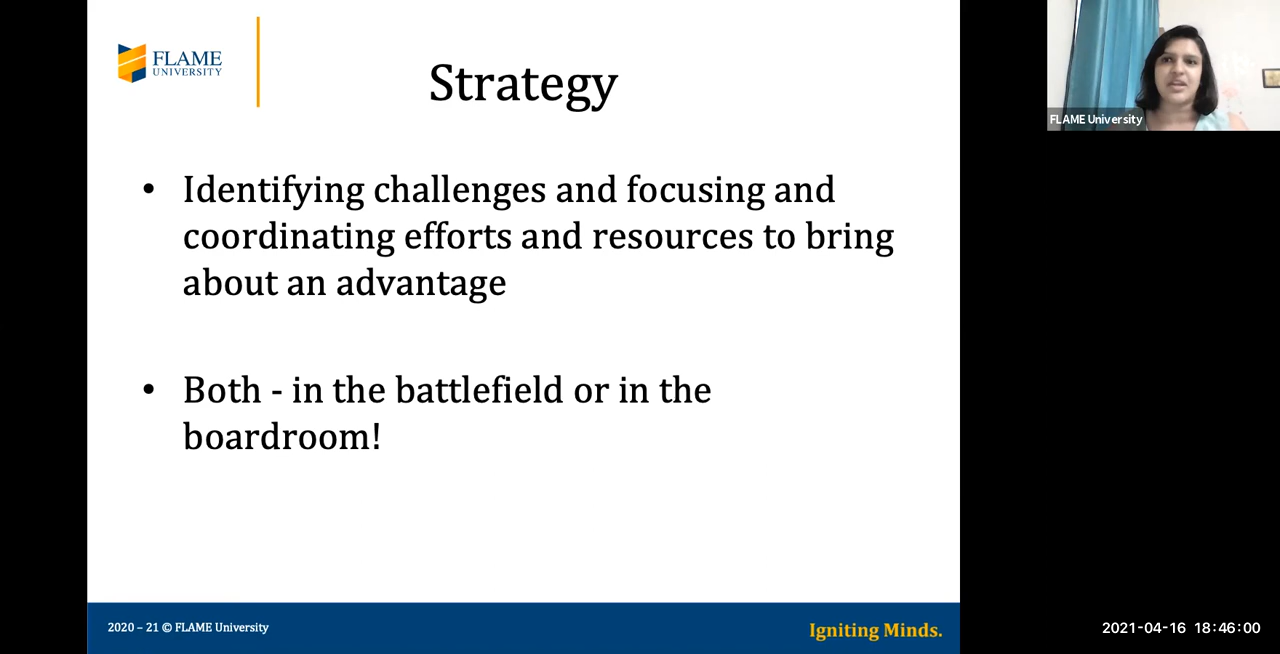 FLAME
UNIVERSITY
Strategy
• Identifying challenges and focusing and
coordinating efforts and resources to bring
about an advantage
• Both - in the battlefield or in the
boardroom!
2020 – 21 © FLAME University
Igniting Minds.
FLAME University
2021-04-16 18:46:00